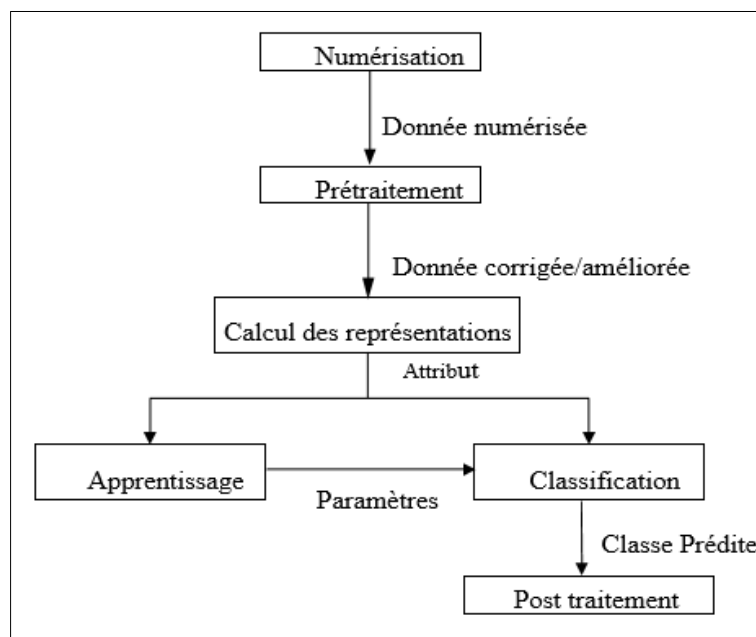 Numérisation
Donnée numérisée
Prétraitement
Donnée corrigée/améliorée
Calcul des représentations
Attribut
Apprentissage
Paramètres
Classification
Classe Prédite
Post traitement